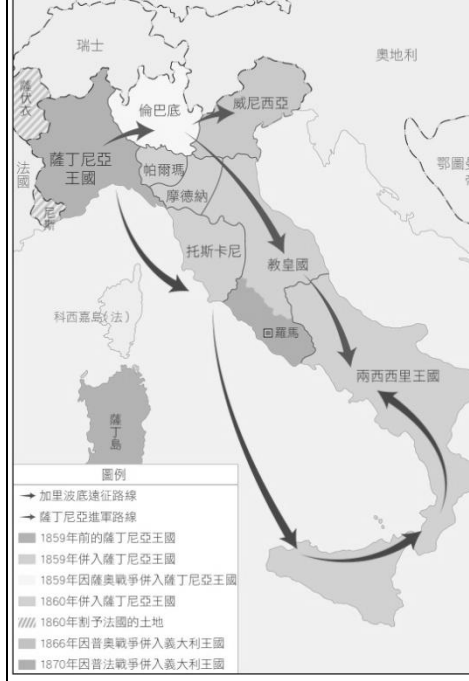 瑞士
奧地利
薩伏衣
倫巴底
威尼西亞
薩丁尼亞
王國
法國
帕爾瑪
鄂圖曼
摩德納
尼斯
托斯卡尼
教皇國
科西嘉島(法)
羅馬
兩西西里王國
薩丁島
圖例
加里波底遠征路線
薩丁尼亞進軍路線
1859年前的薩丁尼亞王國
1859年併入薩丁尼亞王國
1859年因薩奧戰爭併入薩丁尼亞王國
1860年併入薩丁尼亞王國
1860年割予法國的土地
1866年因普奧戰爭併入義大利王國
1870年因普法戰爭併入義大利王國